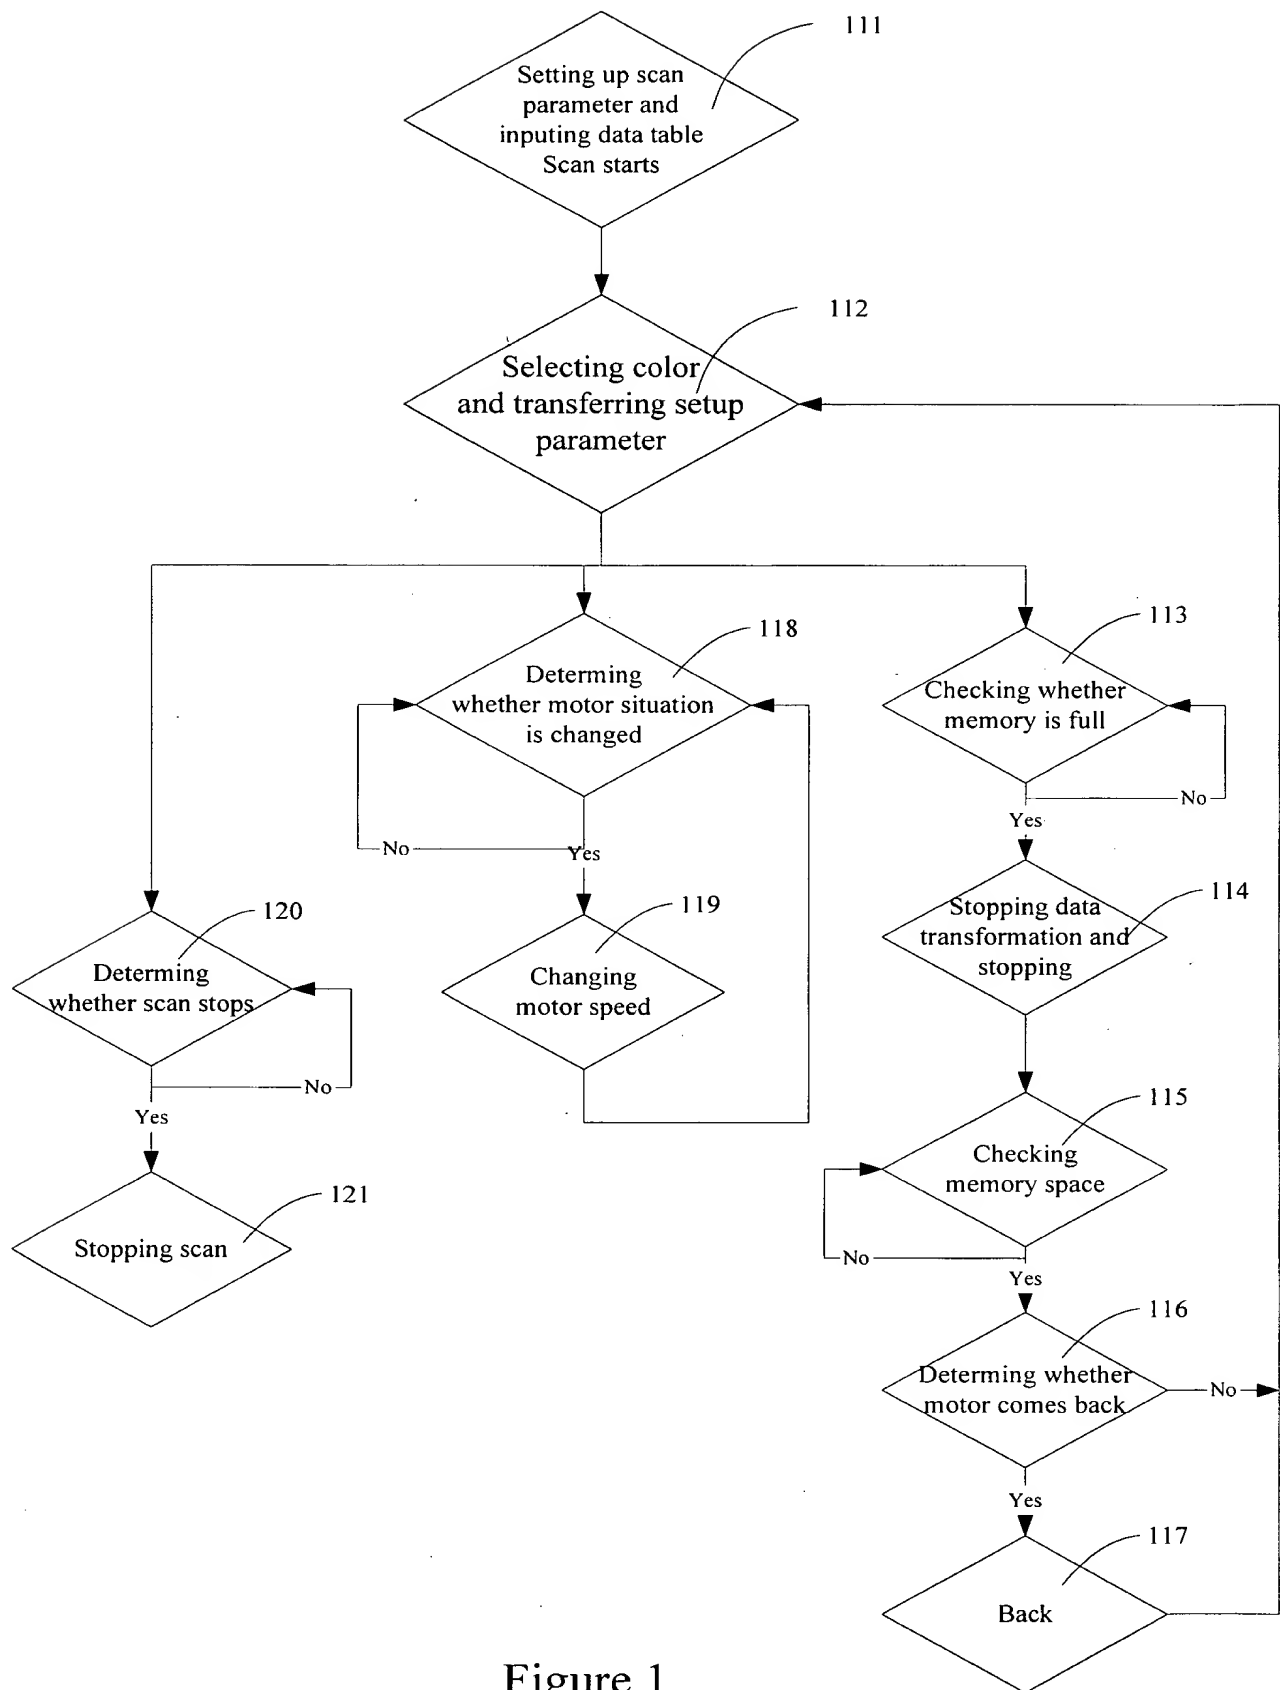 111
Setting up scan
parameter and
inputing data table
Scan starts
112
Selecting color
and transferring setup
parameter
118
Determing
whether motor situation
is changed
No
Yes
119
Changing
motor speed
113
Checking whether
memory is full
No
Yes
114
Stopping data
transformation and
stopping
120
Determing
whether scan stops
No
Yes
121
Stopping scan
115
Checking
memory space
No
Yes
116
Determing whether
motor comes back
No
Yes
117
Back
Figure 1